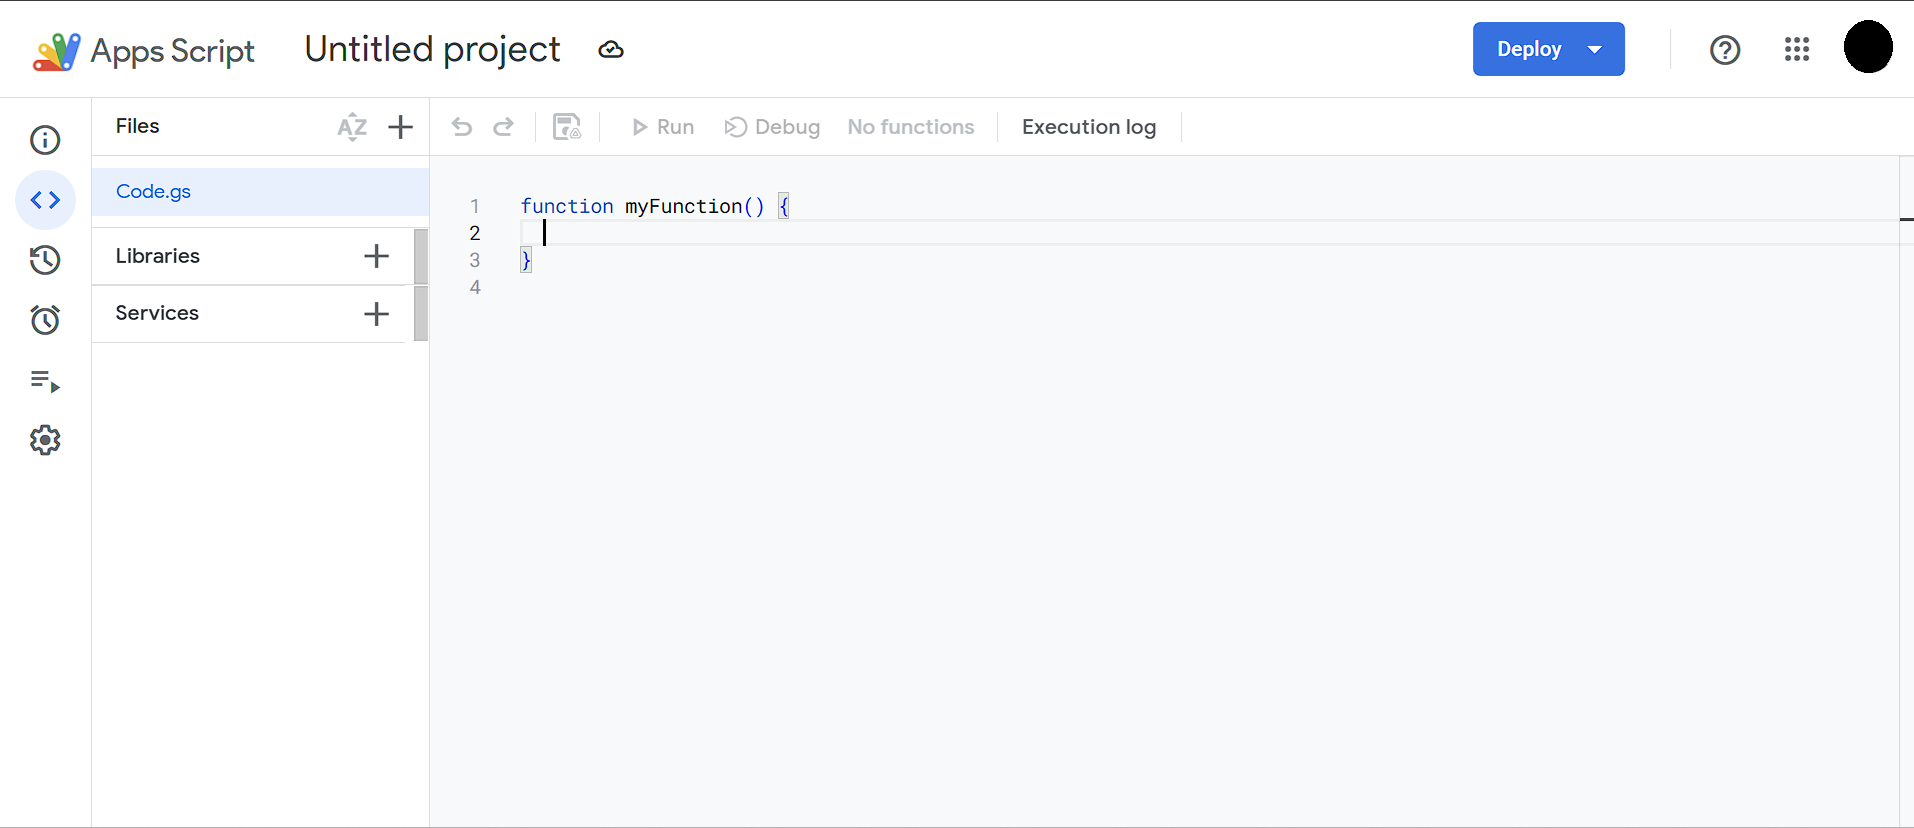 Apps Script Untitled project Deploy
Files AZ Run Debug No functions Execution log
Code.gs
Libraries
Services
1 function myFunction() {
2
3 }
4